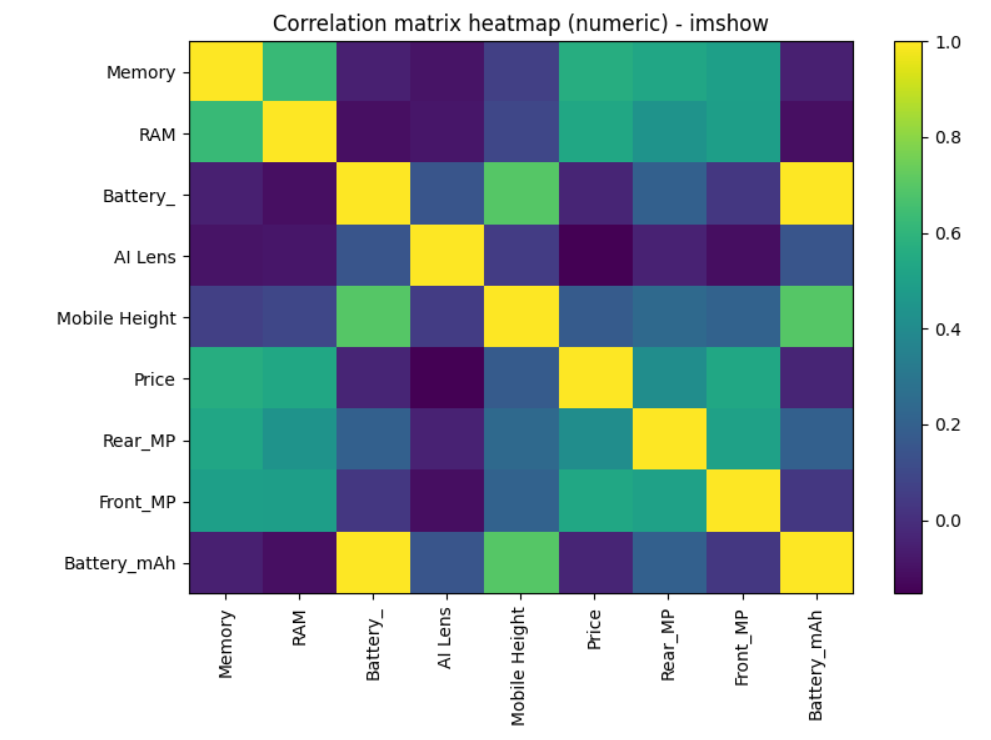 Correlation matrix heatmap (numeric) - imshow
Memory
RAM
Battery_
AI Lens
Mobile Height
Price
Rear_MP
Front_MP
Battery_mAh
Memory
RAM
Battery_
AI Lens
Mobile Height
Price
Rear_MP
Front_MP
Battery_mAh
1.0
0.8
0.6
0.4
0.2
0.0